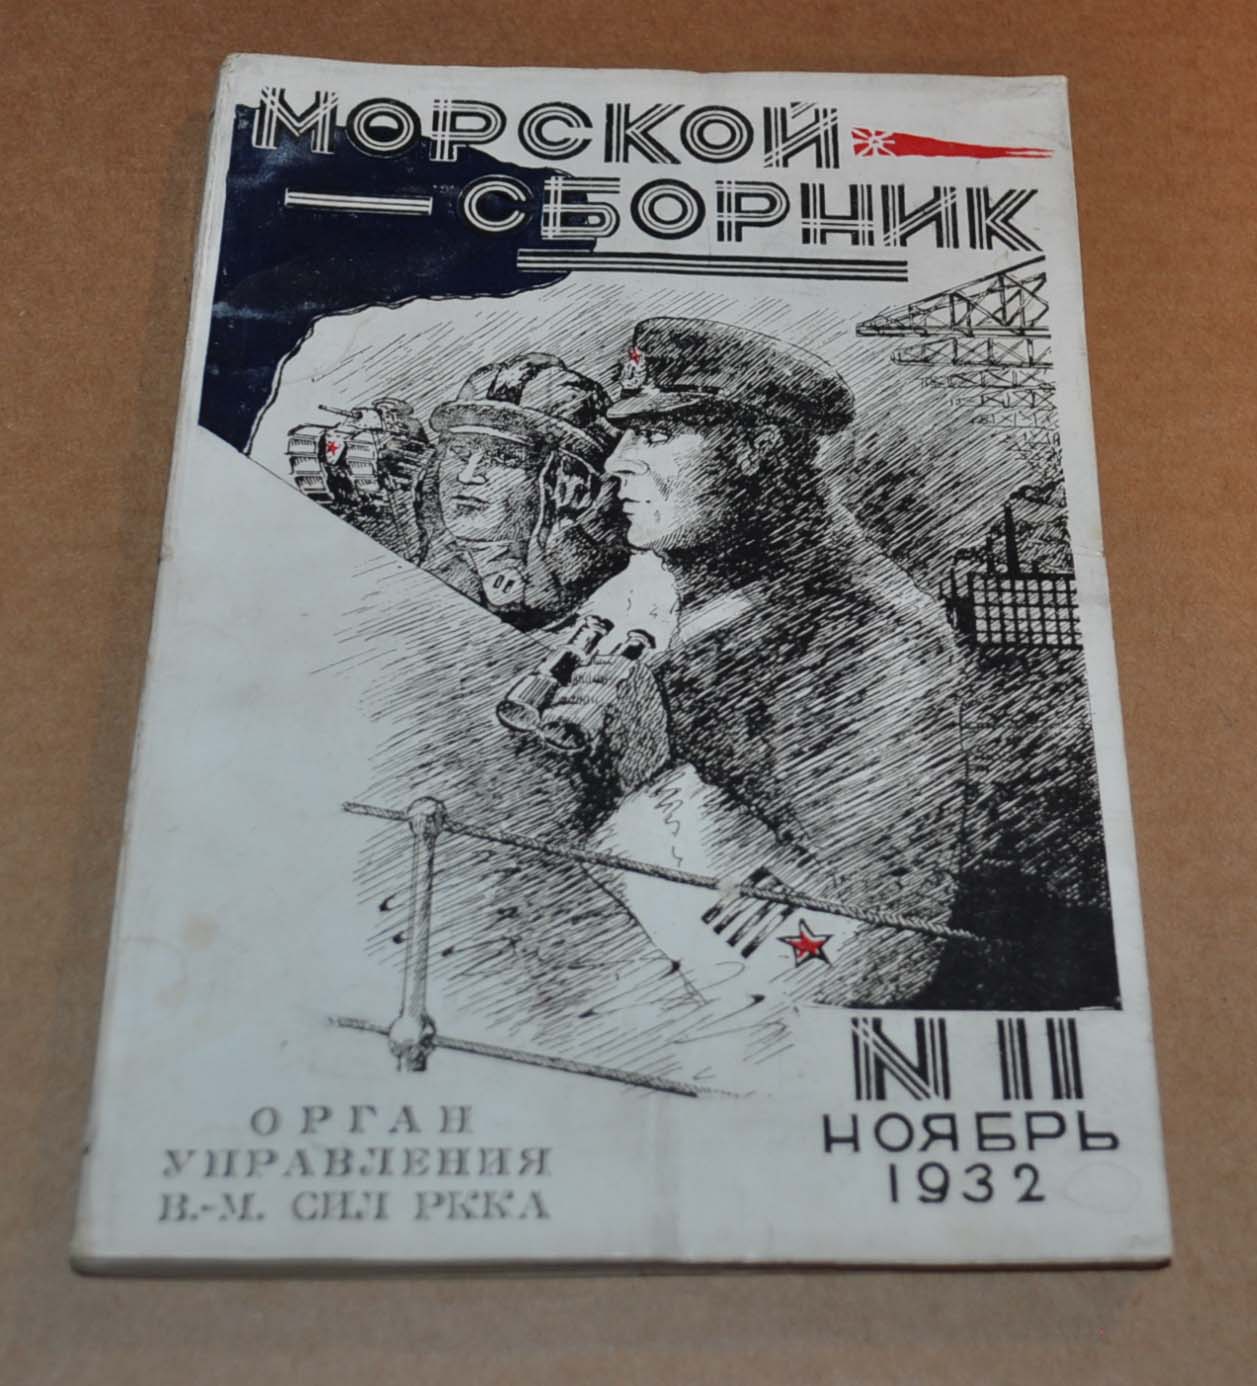 МОРСКОЙ
СБОРНИК
N 11
НОЯБРЬ
1932
ОРГАН
УПРАВЛЕНИЯ
В.-М. СИЛ РККА